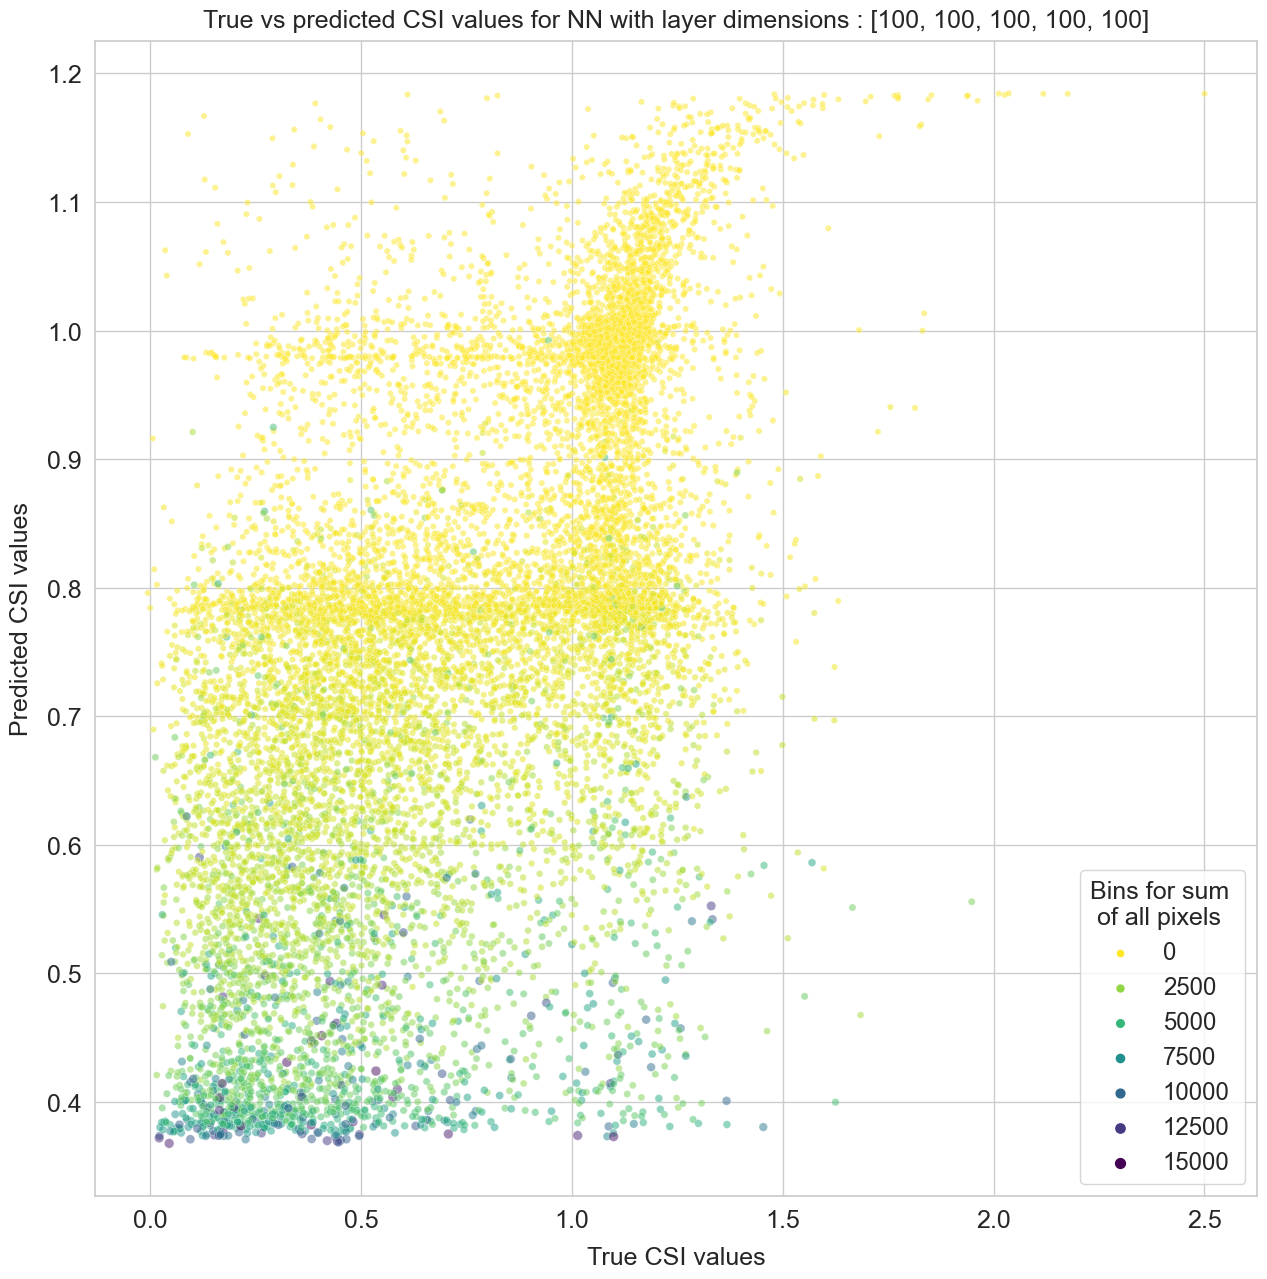 True vs predicted CSI values for NN with layer dimensions : [100, 100, 100, 100, 100]
1.2
1.1
1.0
0.9
0.8
0.7
0.6
0.5
0.4
Predicted CSI values
Bins for sum
of all pixels
0
2500
5000
7500
10000
12500
15000
0.0 0.5 1.0 1.5 2.0 2.5
True CSI values